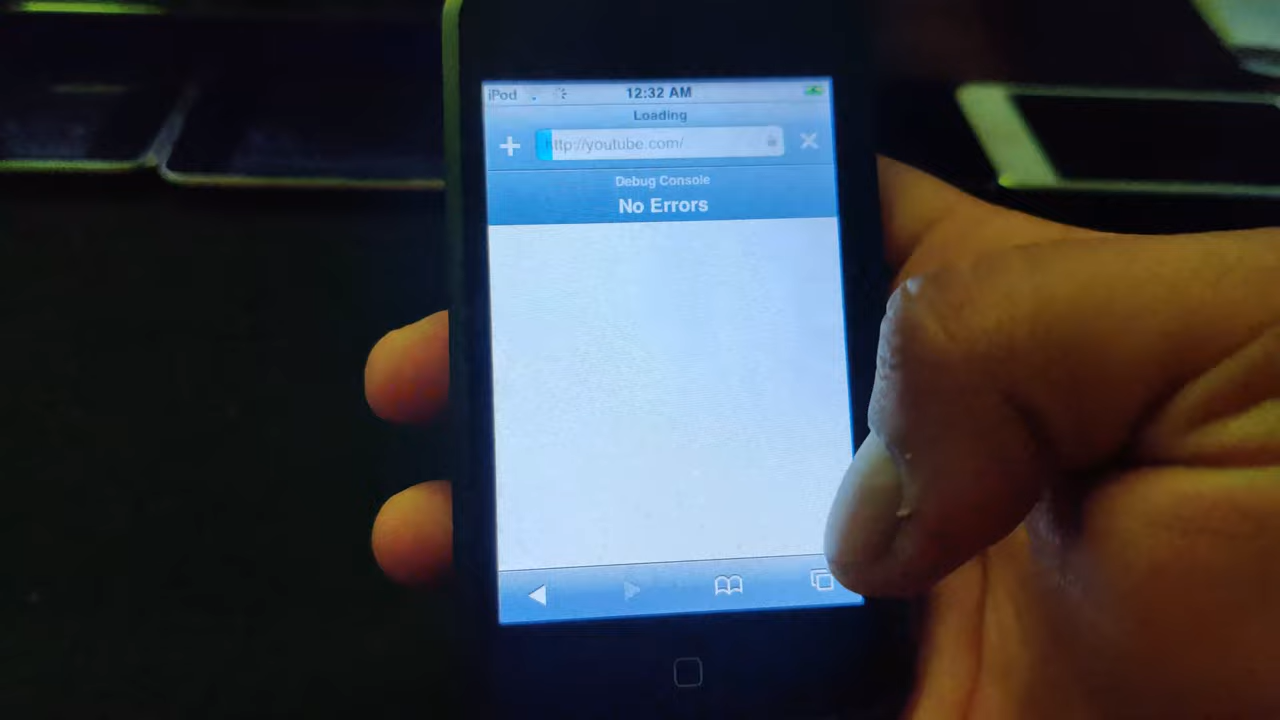 iPod
12:32 AM
Loading
http://youtube.com/
Debug Console
No Errors